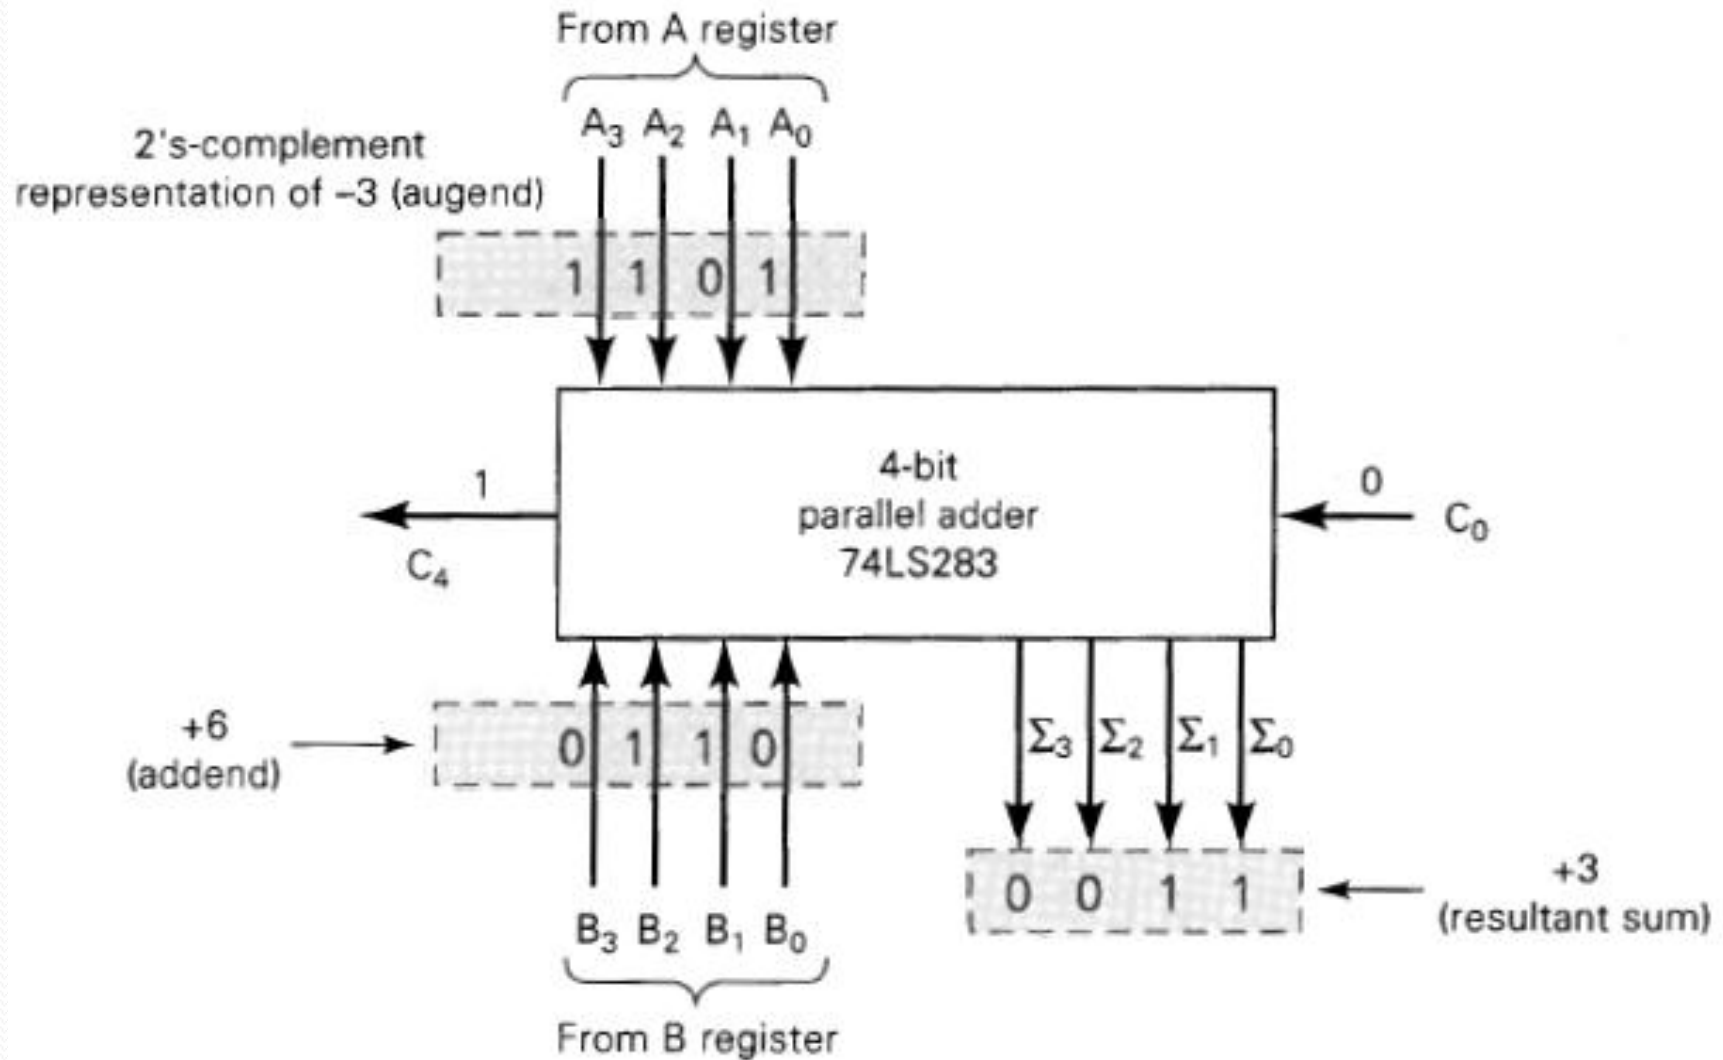 From A register
A₃ A₂ A₁ A₀
2's-complement
representation of –3 (augend)
1 1 0 1
4-bit
parallel adder
74LS283
1
C₄
0
C₀
+6
(addend)
0 1 1 0
Σ₃ Σ₂ Σ₁ Σ₀
0 0 1 1
+3
(resultant sum)
B₃ B₂ B₁ B₀
From B register